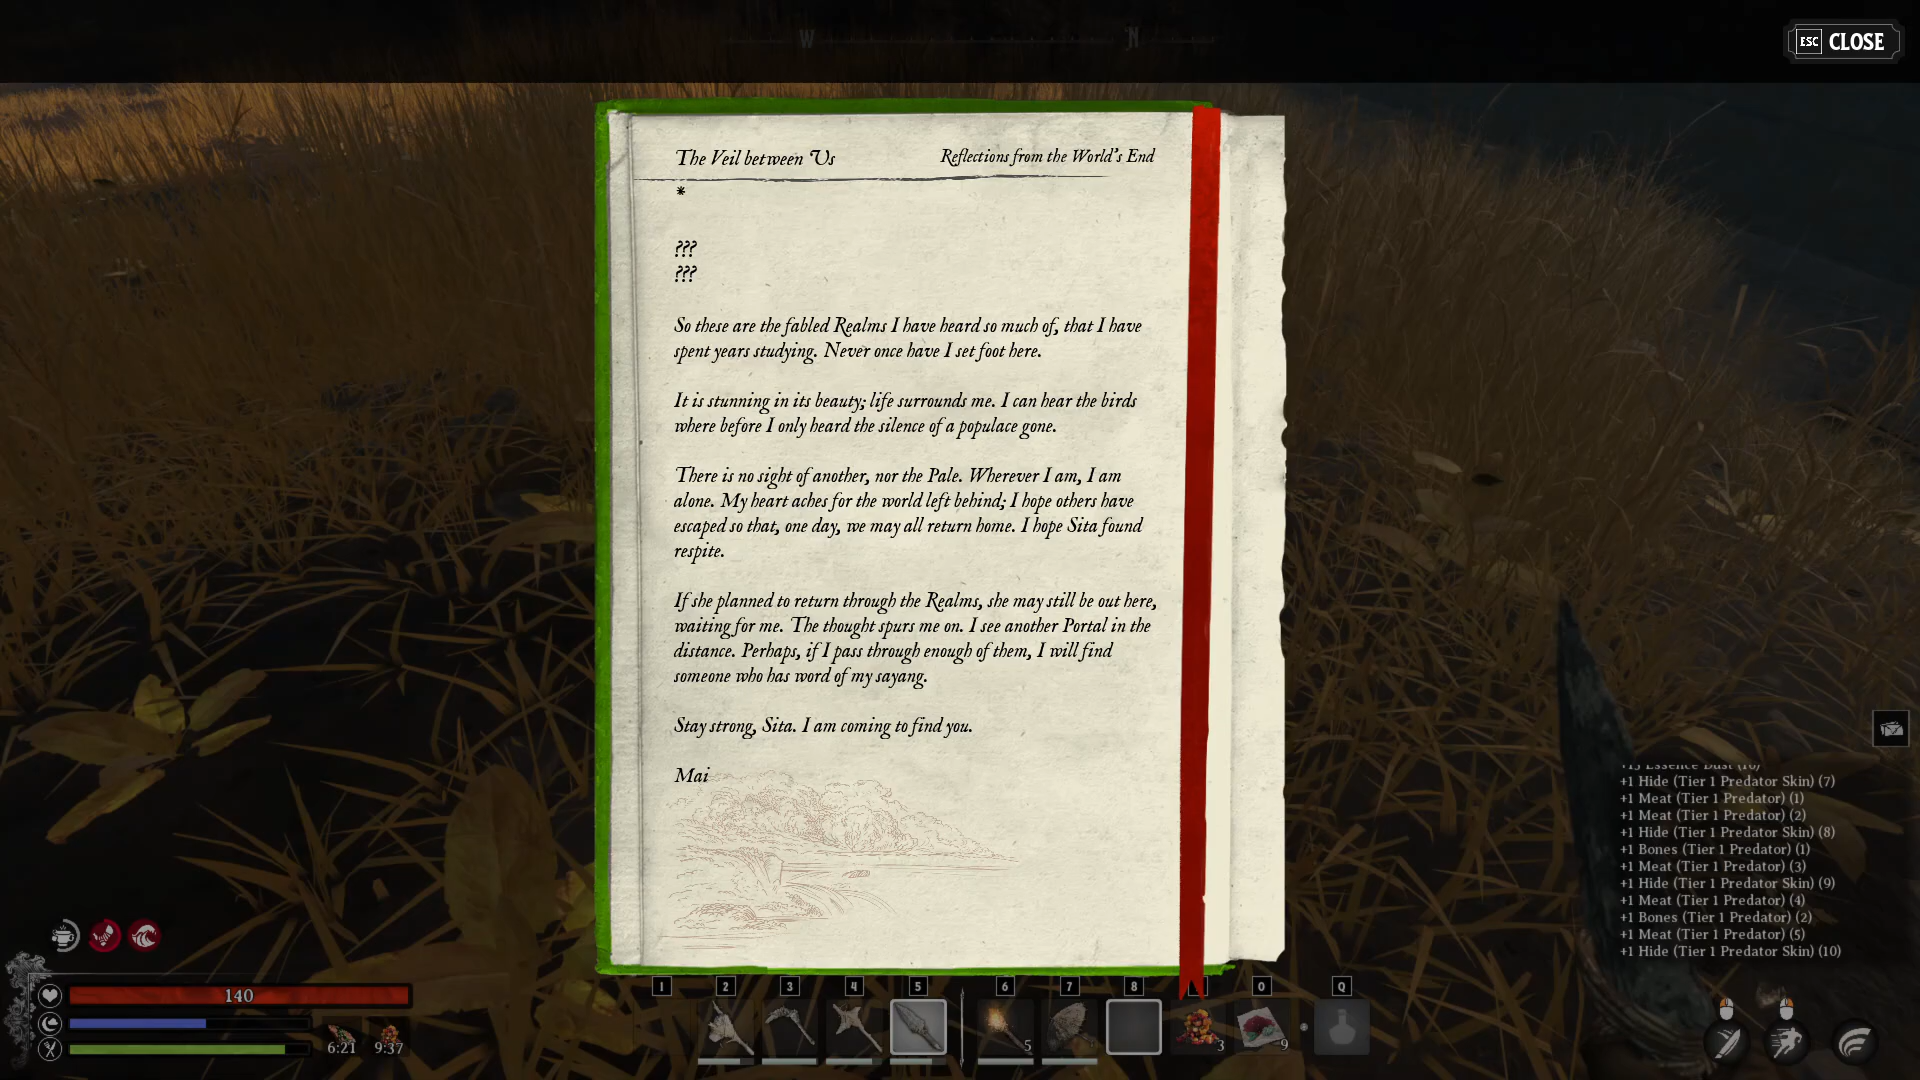 W
N
ESC CLOSE
The Veil between Us
Reflections from the World's End
*
???
???
So these are the fabled Realms I have heard so much of, that I have
spent years studying. Never once have I set foot here.
It is stunning in its beauty; life surrounds me. I can hear the birds
where before I only heard the silence of a populace gone.
There is no sight of another, nor the Pale. Wherever I am, I am
alone. My heart aches for the world left behind; I hope others have
escaped so that, one day, we may all return home. I hope Sita found
respite.
If she planned to return through the Realms, she may still be out here,
waiting for me. The thought spurs me on. I see another Portal in the
distance. Perhaps, if I pass through enough of them, I will find
someone who has word of my sayang.
Stay strong, Sita. I am coming to find you.
Mai
+1 Hide (Tier 1 Predator Skin) (7)
+1 Meat (Tier 1 Predator) (1)
+1 Meat (Tier 1 Predator) (2)
+1 Hide (Tier 1 Predator Skin) (8)
+1 Bones (Tier 1 Predator) (1)
+1 Meat (Tier 1 Predator) (3)
+1 Hide (Tier 1 Predator Skin) (9)
+1 Meat (Tier 1 Predator) (4)
+1 Bones (Tier 1 Predator) (2)
+1 Meat (Tier 1 Predator) (5)
+1 Hide (Tier 1 Predator Skin) (10)
140
6:21 9:37
1 2 3 4 5 6 7 8 0 Q
5 3 9